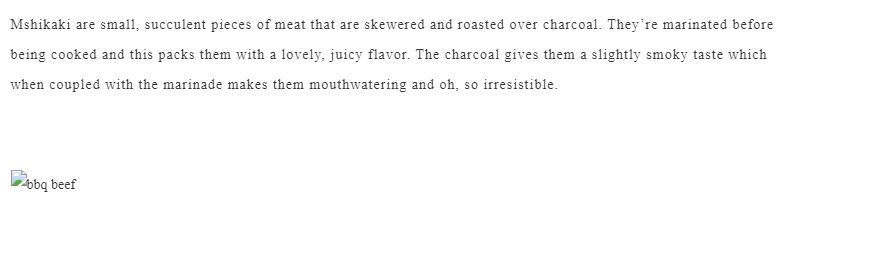 Mshikaki are small, succulent pieces of meat that are skewered and roasted over charcoal. They’re marinated before
being cooked and this packs them with a lovely, juicy flavor. The charcoal gives them a slightly smoky taste which
when coupled with the marinade makes them mouthwatering and oh, so irresistible.
bbq beef